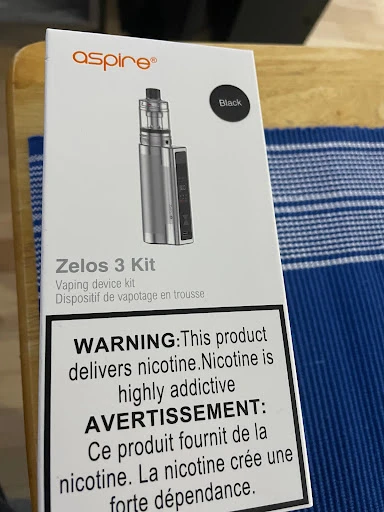 aspire®
Black
Zelos 3 Kit
Vaping device kit
Dispositif de vapotage en trousse
WARNING:This product
delivers nicotine.Nicotine is
highly addictive
AVERTISSEMENT:
Ce produit fournit de la
nicotine. La nicotine crée une
forte dépendance.